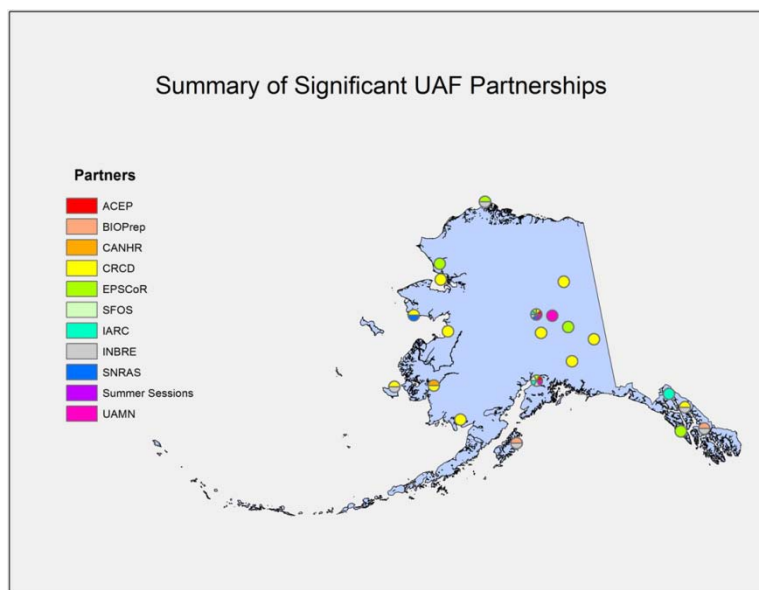 Summary of Significant UAF Partnerships
Partners
ACEP
BIOPrep
CANHR
CRCD
EPSCoR
SFOS
IARC
INBRE
SNRAS
Summer Sessions
UAMN